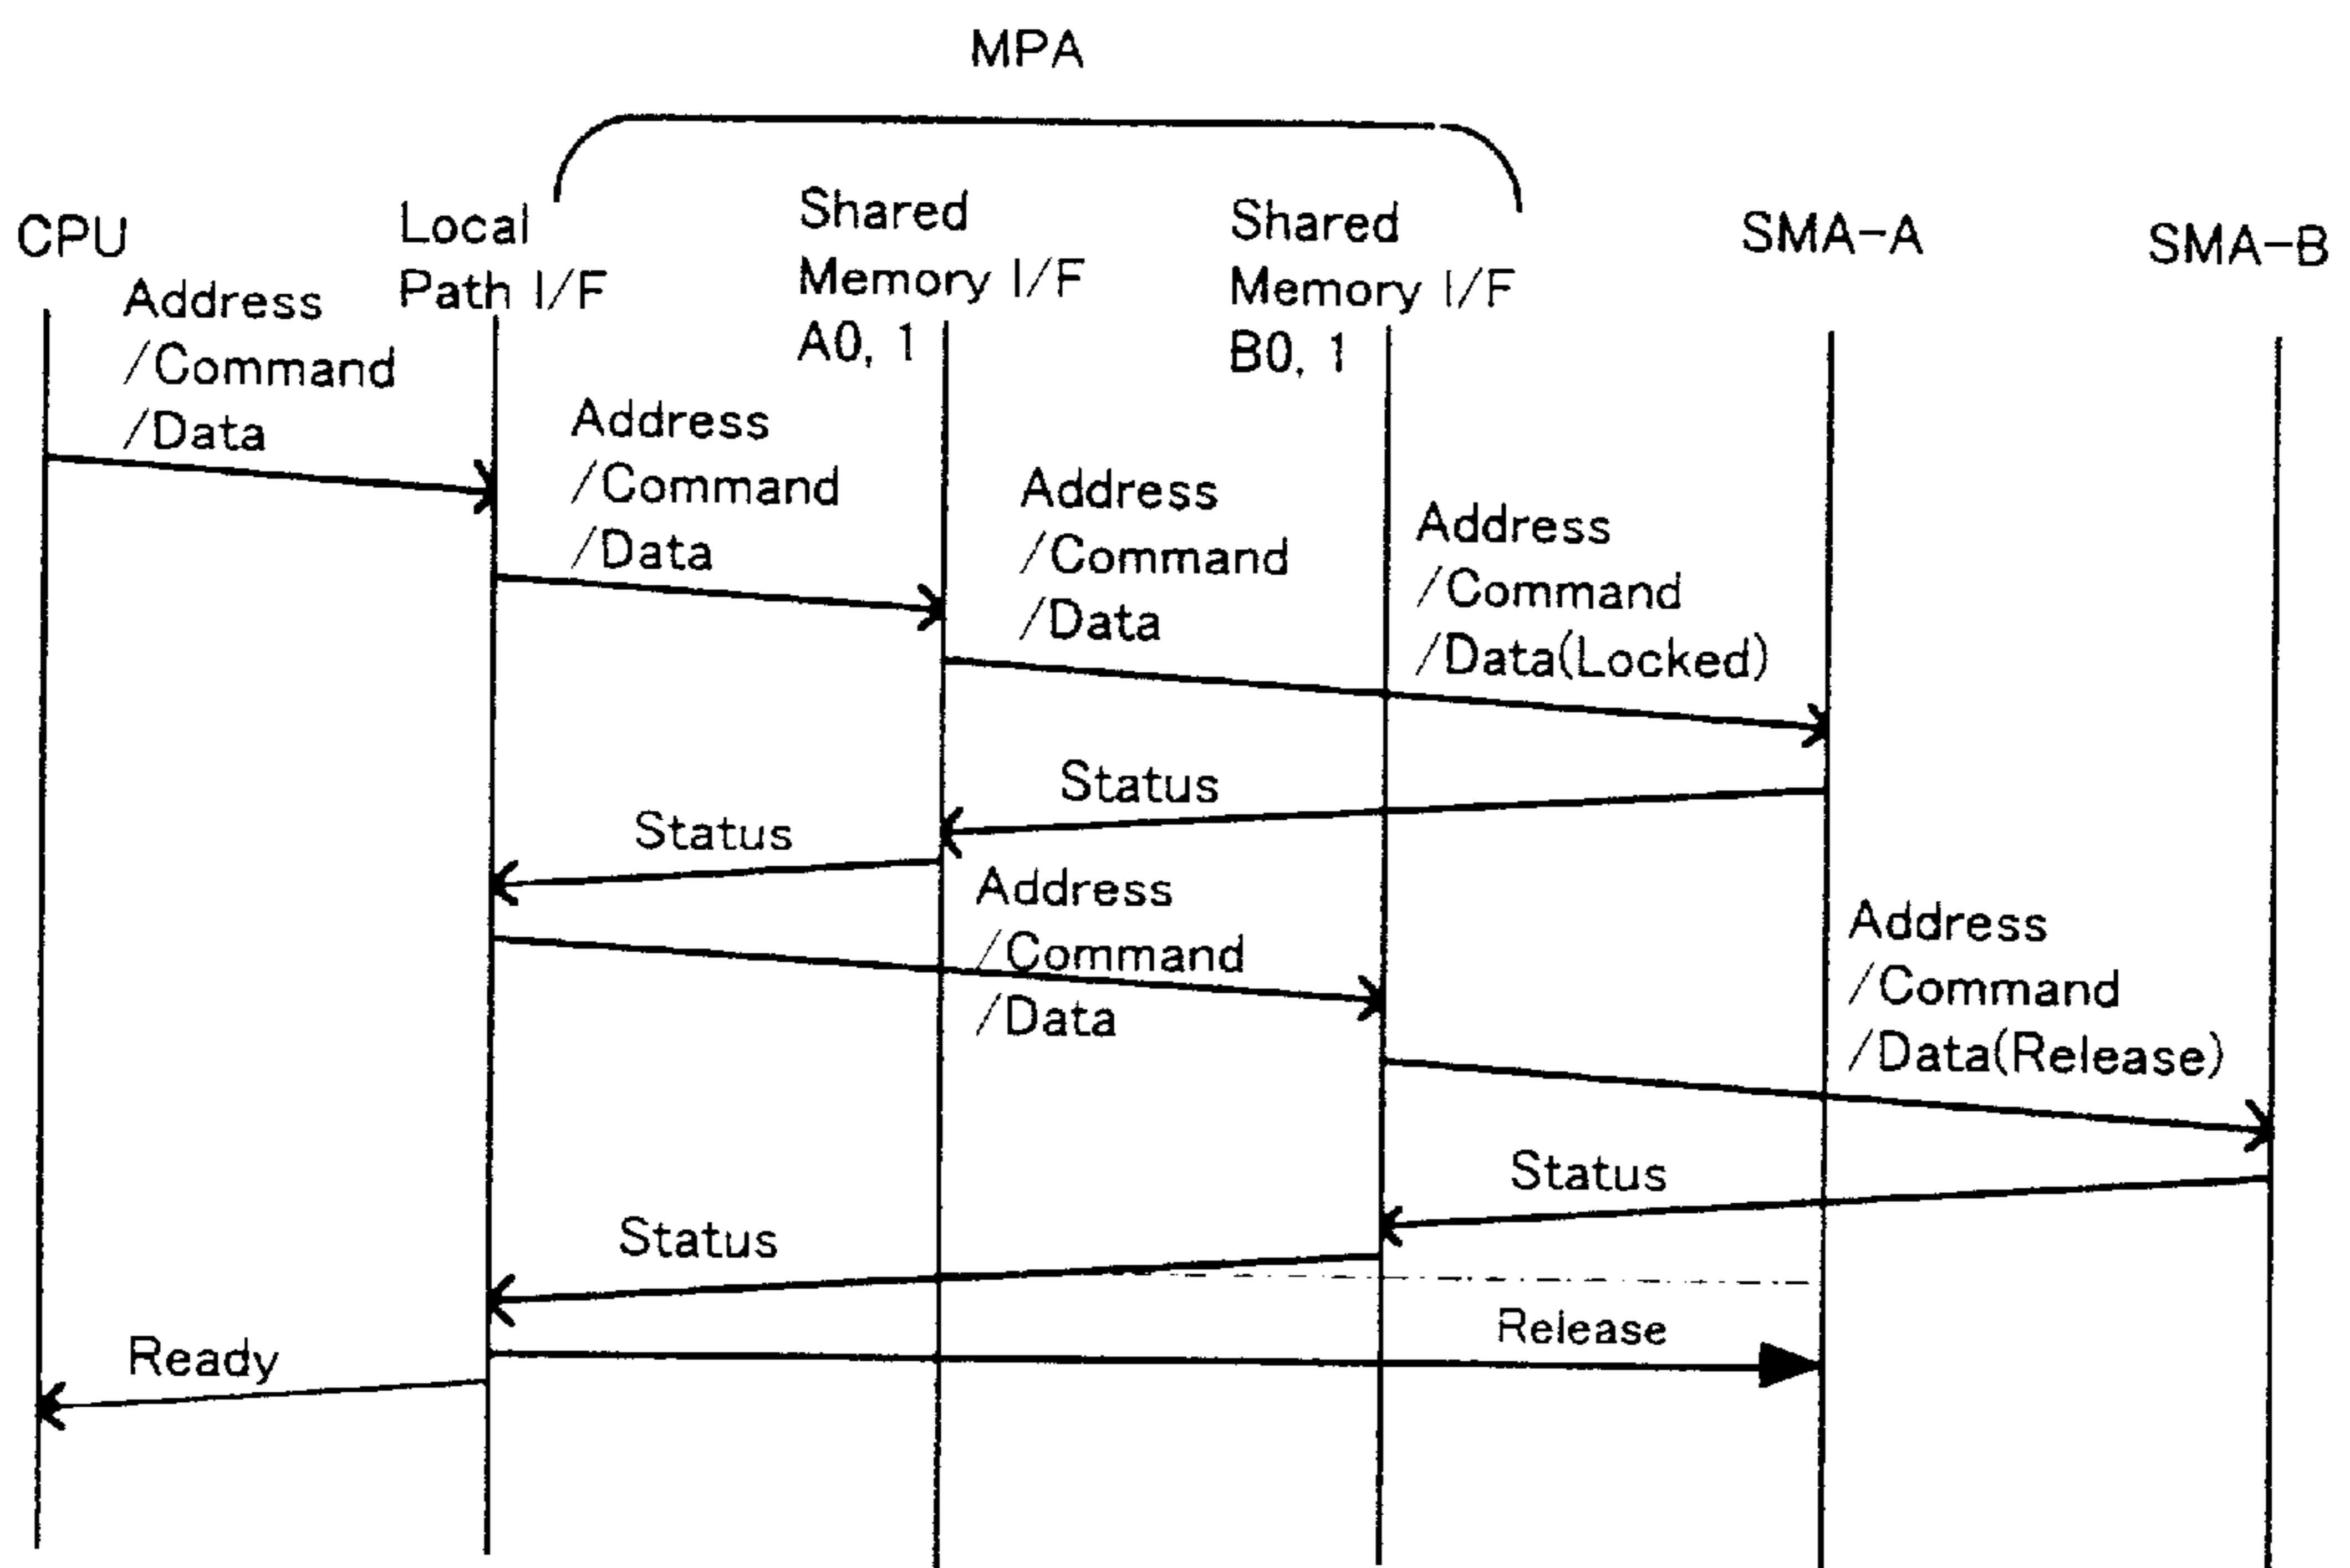 MPA
CPU
Local
Path I/F
Shared
Memory I/F
A0, 1
Shared
Memory I/F
B0, 1
SMA-A
SMA-B
Address
/Command
/Data
Address
/Command
/Data
Address
/Command
/Data
Address
/Command
/Data(Locked)
Status
Status
Address
/Command
/Data
Address
/Command
/Data(Release)
Status
Status
Release
Ready